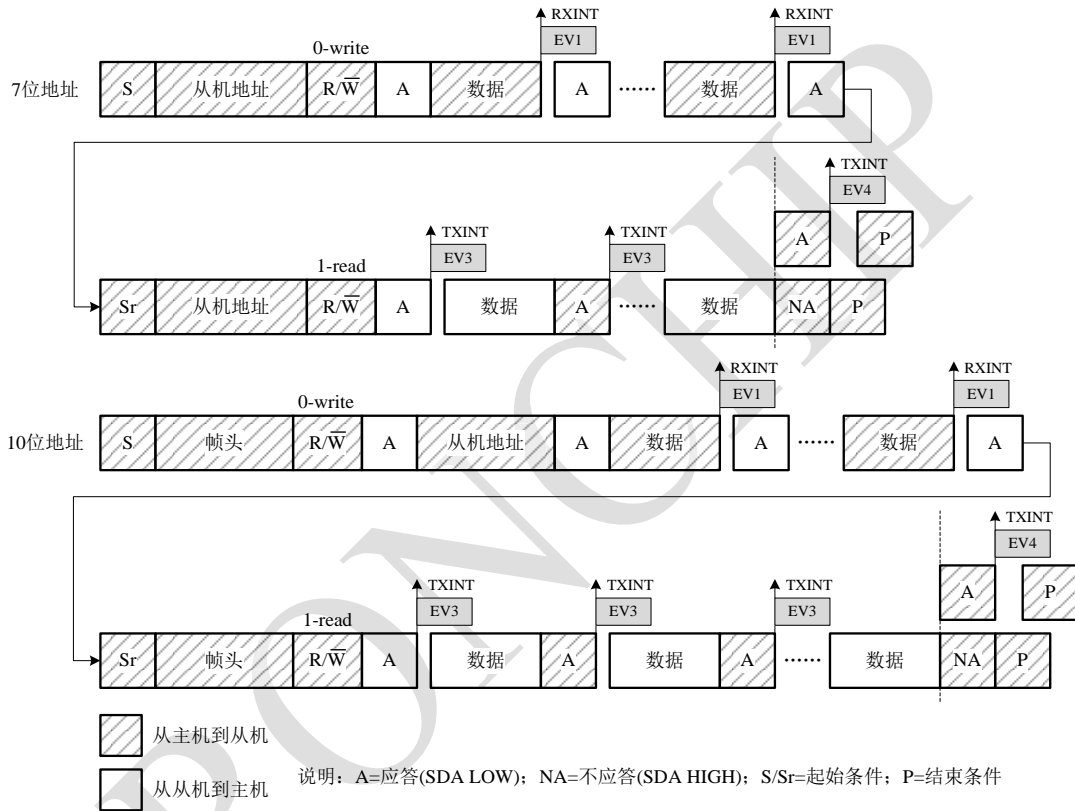 RXINT RXINT
EV1 EV1
0-write
7位地址 S 从机地址 R/W̅ A 数据 A …… 数据 A
TXINT
EV4
TXINT TXINT A P
EV3 EV3
1-read
Sr 从机地址 R/W̅ A 数据 A …… 数据 NA P
RXINT RXINT
EV1 EV1
0-write
10位地址 S 帧头 R/W̅ A 从机地址 A 数据 A …… 数据 A
TXINT
EV4
TXINT TXINT TXINT A P
EV3 EV3 EV3
1-read
Sr 帧头 R/W̅ A 数据 A 数据 A …… 数据 NA P
从主机到从机
从从机到主机
说明：A=应答(SDA LOW)；NA=不应答(SDA HIGH)；S/Sr=起始条件；P=结束条件
PONCHIP